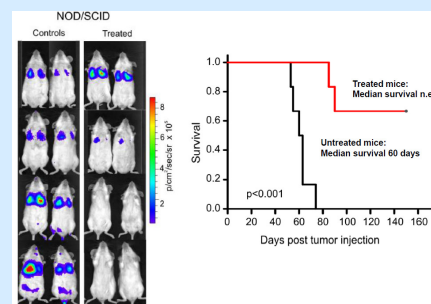 NOD/SCID
Controls
Treated
8
6
4
2
p/cm²/sec/sr
Survival
1.0
0.8
0.6
0.4
0.2
0.0
Treated mice:
Median survival n.e
Untreated mice:
Median survival 60 days
p<0.001
0 20 40 60 80 100 120 140 160
Days post tumor injection